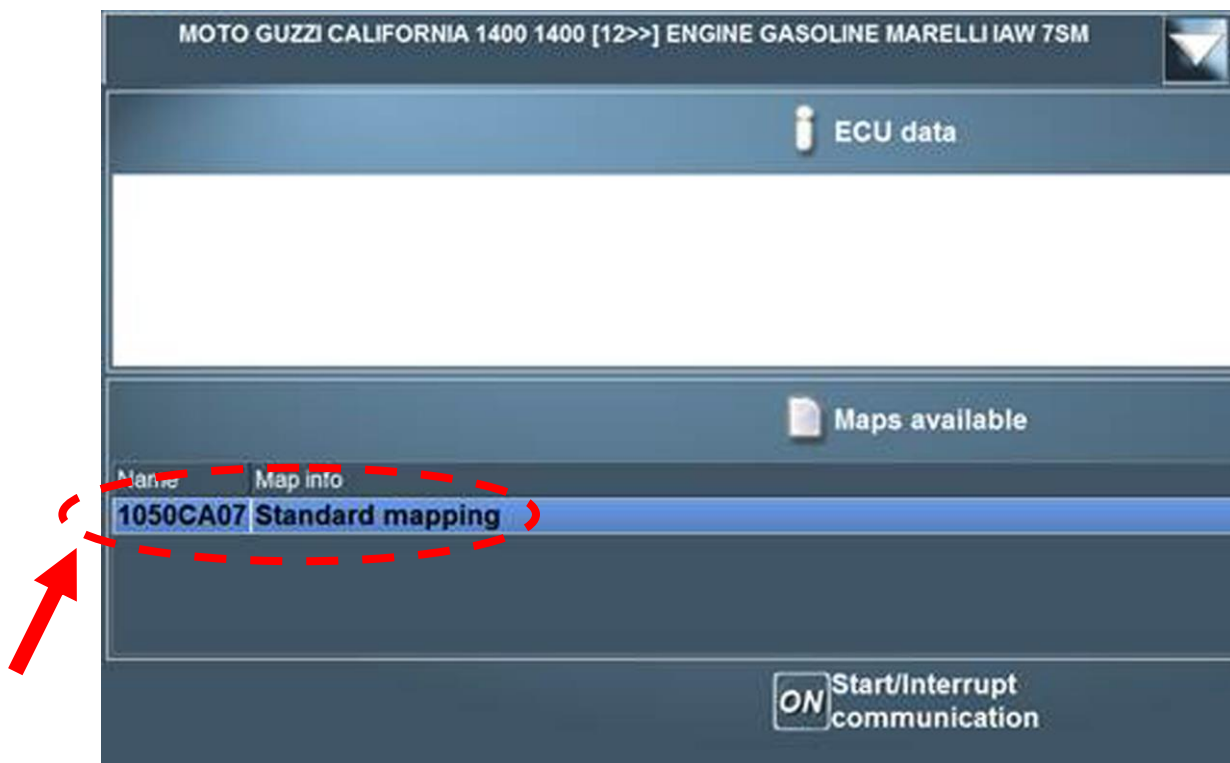 MOTO GUZZI CALIFORNIA 1400 1400 [12>>] ENGINE GASOLINE MARELLI IAW 7SM
ECU data
Maps available
Name Map info
1050CA07 Standard mapping
ON Start/Interrupt
communication